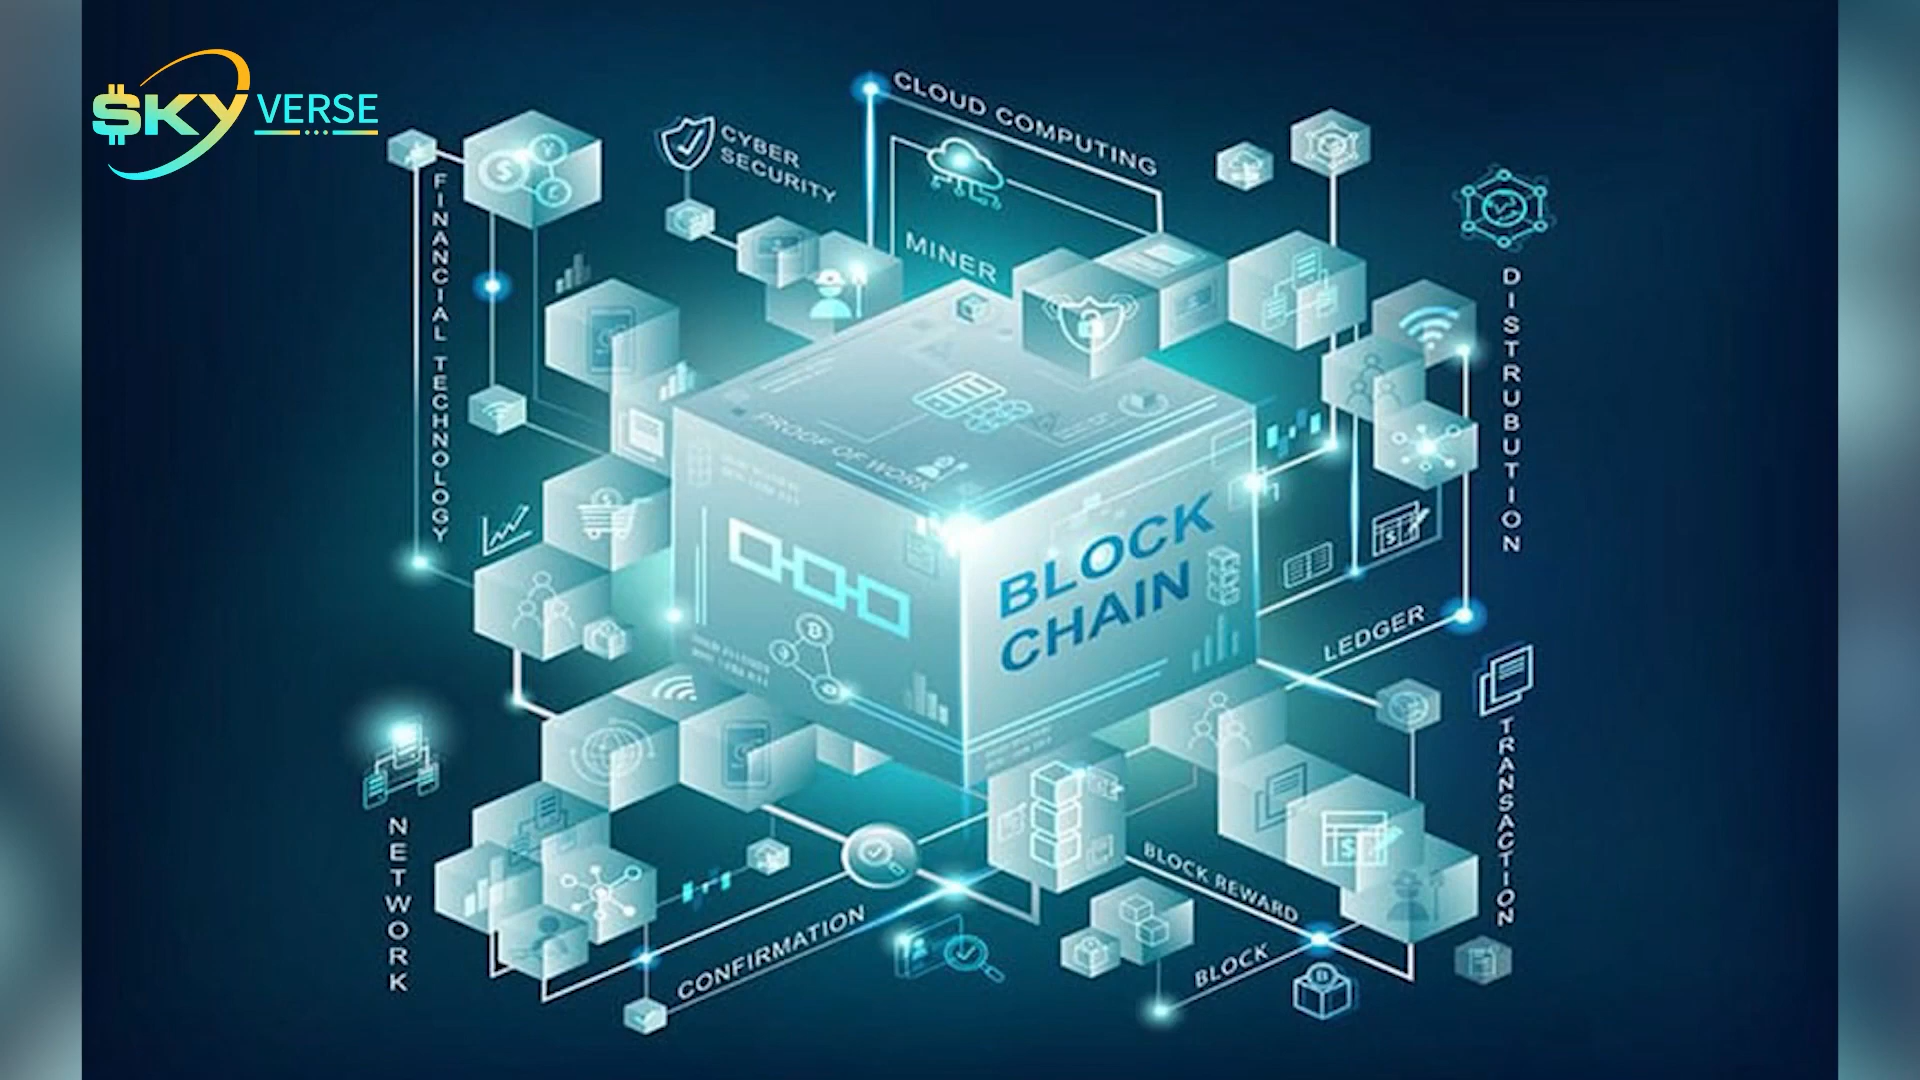 $KY VERSE
CLOUD COMPUTING
CYBER
SECURITY
MINER
FINANCIAL TECHNOLOGY
DISTRUBUTION
PROOF OF WORK
BLOCK
CHAIN
LEDGER
TRANSACTION
NETWORK
BLOCK REWARD
CONFIRMATION
BLOCK